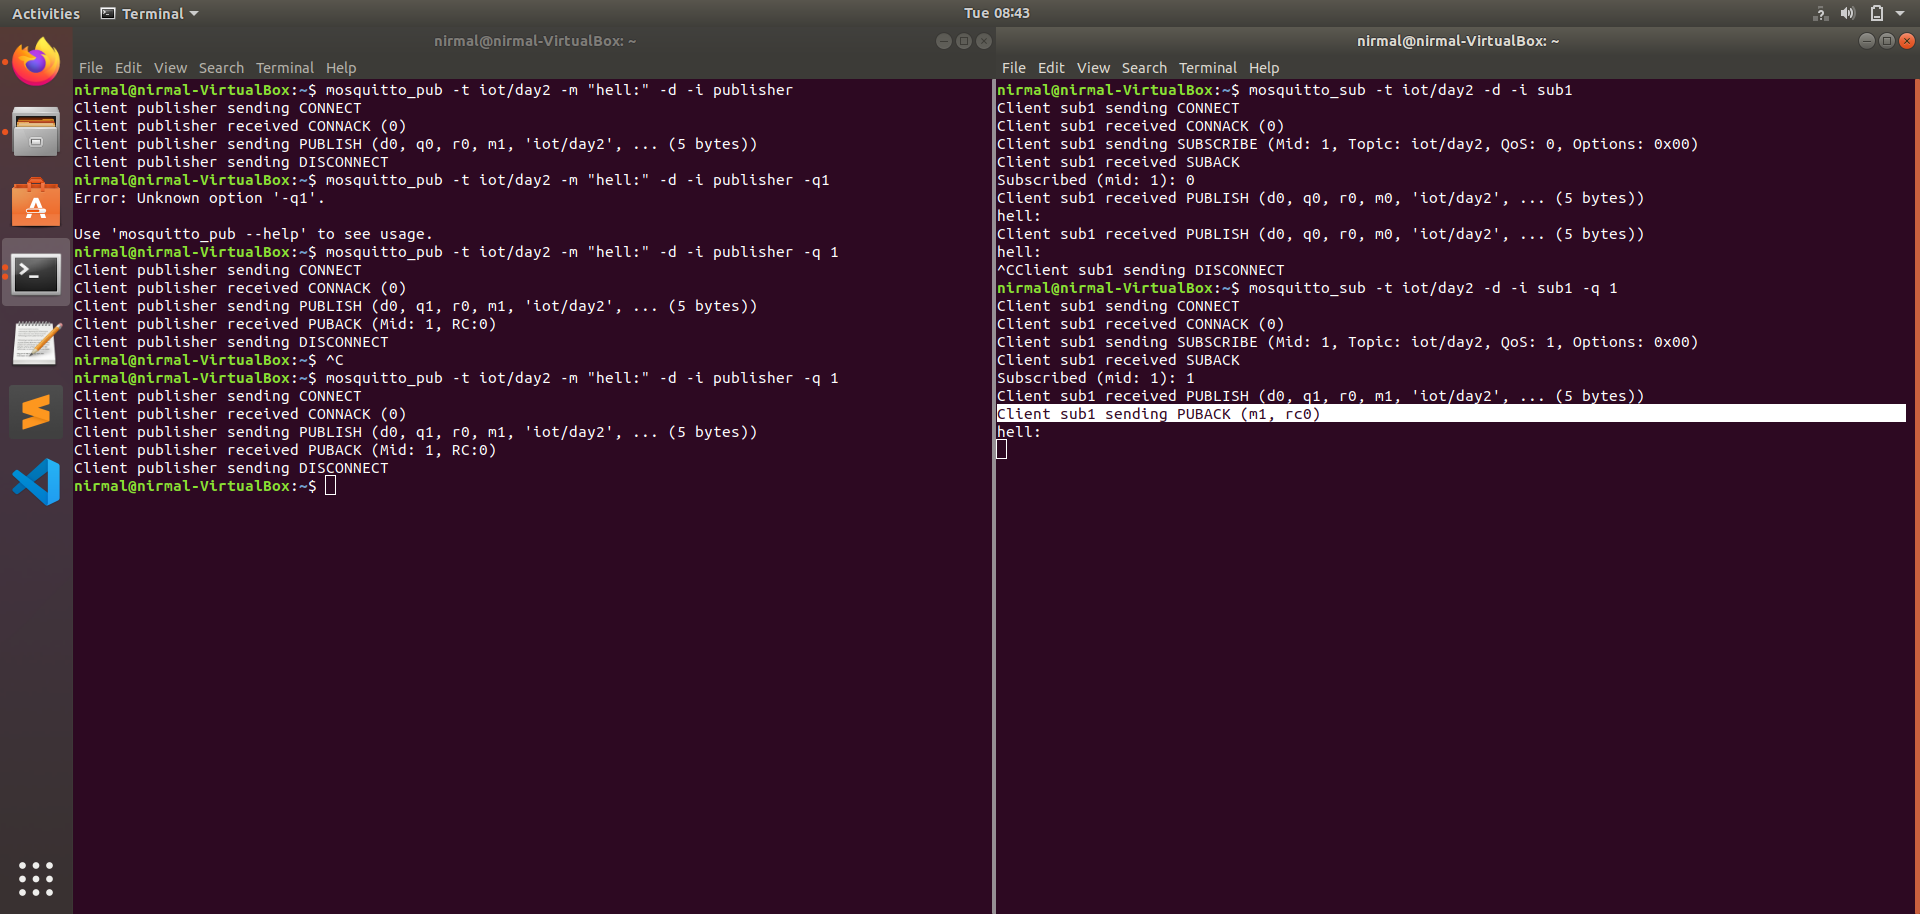 Activities Terminal Tue 08:43
nirmal@nirmal-VirtualBox: ~
File Edit View Search Terminal Help
nirmal@nirmal-VirtualBox:~$ mosquitto_pub -t iot/day2 -m "hell:" -d -i publisher
Client publisher sending CONNECT
Client publisher received CONNACK (0)
Client publisher sending PUBLISH (d0, q0, r0, m1, 'iot/day2', ... (5 bytes))
Client publisher sending DISCONNECT
nirmal@nirmal-VirtualBox:~$ mosquitto_pub -t iot/day2 -m "hell:" -d -i publisher -q1
Error: Unknown option '-q1'.
Use 'mosquitto_pub --help' to see usage.
nirmal@nirmal-VirtualBox:~$ mosquitto_pub -t iot/day2 -m "hell:" -d -i publisher -q 1
Client publisher sending CONNECT
Client publisher received CONNACK (0)
Client publisher sending PUBLISH (d0, q1, r0, m1, 'iot/day2', ... (5 bytes))
Client publisher received PUBACK (Mid: 1, RC:0)
Client publisher sending DISCONNECT
nirmal@nirmal-VirtualBox:~$ ^C
nirmal@nirmal-VirtualBox:~$ mosquitto_pub -t iot/day2 -m "hell:" -d -i publisher -q 1
Client publisher sending CONNECT
Client publisher received CONNACK (0)
Client publisher sending PUBLISH (d0, q1, r0, m1, 'iot/day2', ... (5 bytes))
Client publisher received PUBACK (Mid: 1, RC:0)
Client publisher sending DISCONNECT
nirmal@nirmal-VirtualBox:~$
nirmal@nirmal-VirtualBox: ~
File Edit View Search Terminal Help
nirmal@nirmal-VirtualBox:~$ mosquitto_sub -t iot/day2 -d -i sub1
Client sub1 sending CONNECT
Client sub1 received CONNACK (0)
Client sub1 sending SUBSCRIBE (Mid: 1, Topic: iot/day2, QoS: 0, Options: 0x00)
Client sub1 received SUBACK
Subscribed (mid: 1): 0
Client sub1 received PUBLISH (d0, q0, r0, m0, 'iot/day2', ... (5 bytes))
hell:
Client sub1 received PUBLISH (d0, q0, r0, m0, 'iot/day2', ... (5 bytes))
hell:
^CClient sub1 sending DISCONNECT
nirmal@nirmal-VirtualBox:~$ mosquitto_sub -t iot/day2 -d -i sub1 -q 1
Client sub1 sending CONNECT
Client sub1 received CONNACK (0)
Client sub1 sending SUBSCRIBE (Mid: 1, Topic: iot/day2, QoS: 1, Options: 0x00)
Client sub1 received SUBACK
Subscribed (mid: 1): 1
Client sub1 received PUBLISH (d0, q1, r0, m1, 'iot/day2', ... (5 bytes))
Client sub1 sending PUBACK (m1, rc0)
hell: